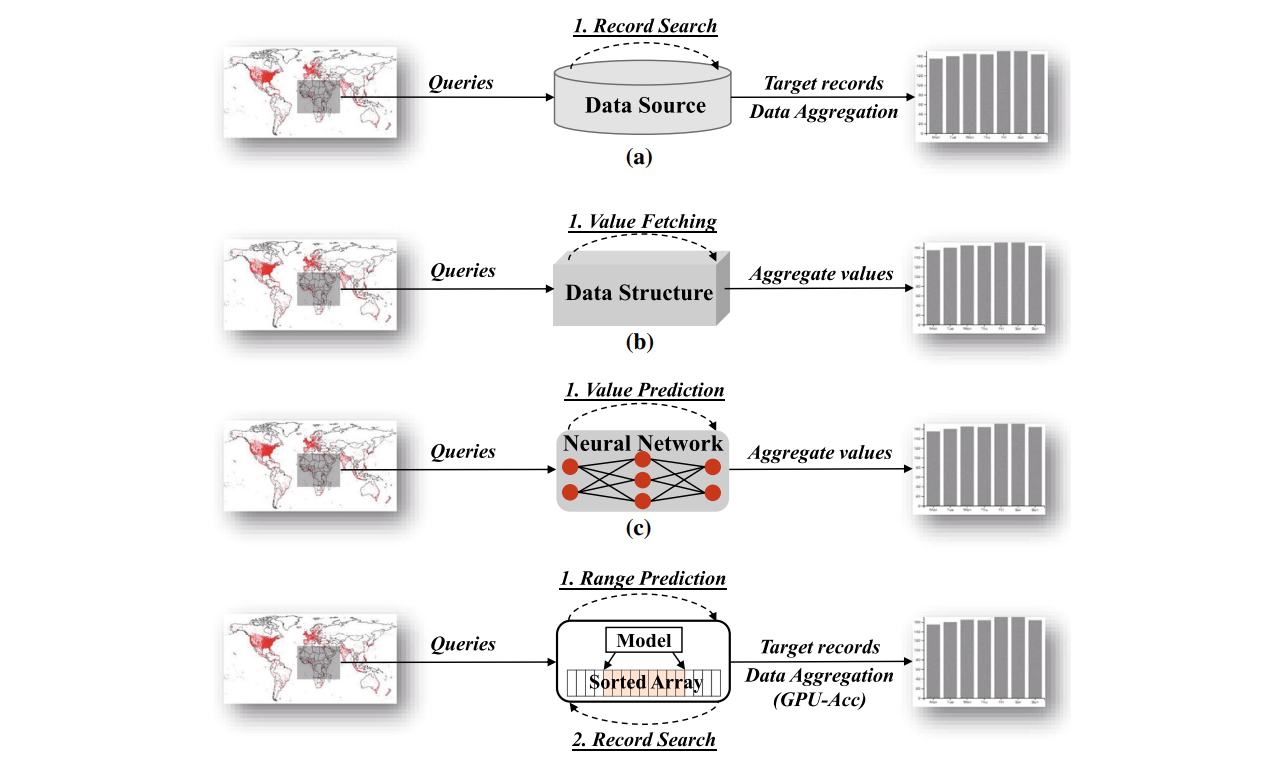 1. Record Search
Queries
Data Source
Target records
Data Aggregation
(a)
1. Value Fetching
Queries
Data Structure
Aggregate values
(b)
1. Value Prediction
Queries
Neural Network
Aggregate values
(c)
1. Range Prediction
Queries
Model
Sorted Array
Target records
Data Aggregation
(GPU-Acc)
2. Record Search